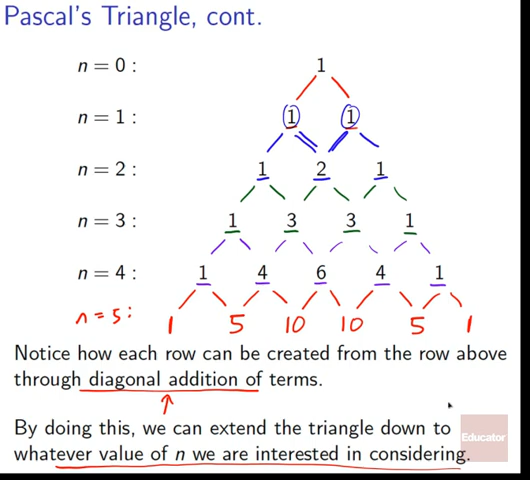 Pascal's Triangle, cont.
n = 0 : 1
n = 1 : 1 1
n = 2 : 1 2 1
n = 3 : 1 3 3 1
n = 4 : 1 4 6 4 1
n = 5: 1 5 10 10 5 1
Notice how each row can be created from the row above
through diagonal addition of terms.
By doing this, we can extend the triangle down to
whatever value of n we are interested in considering.
Educator